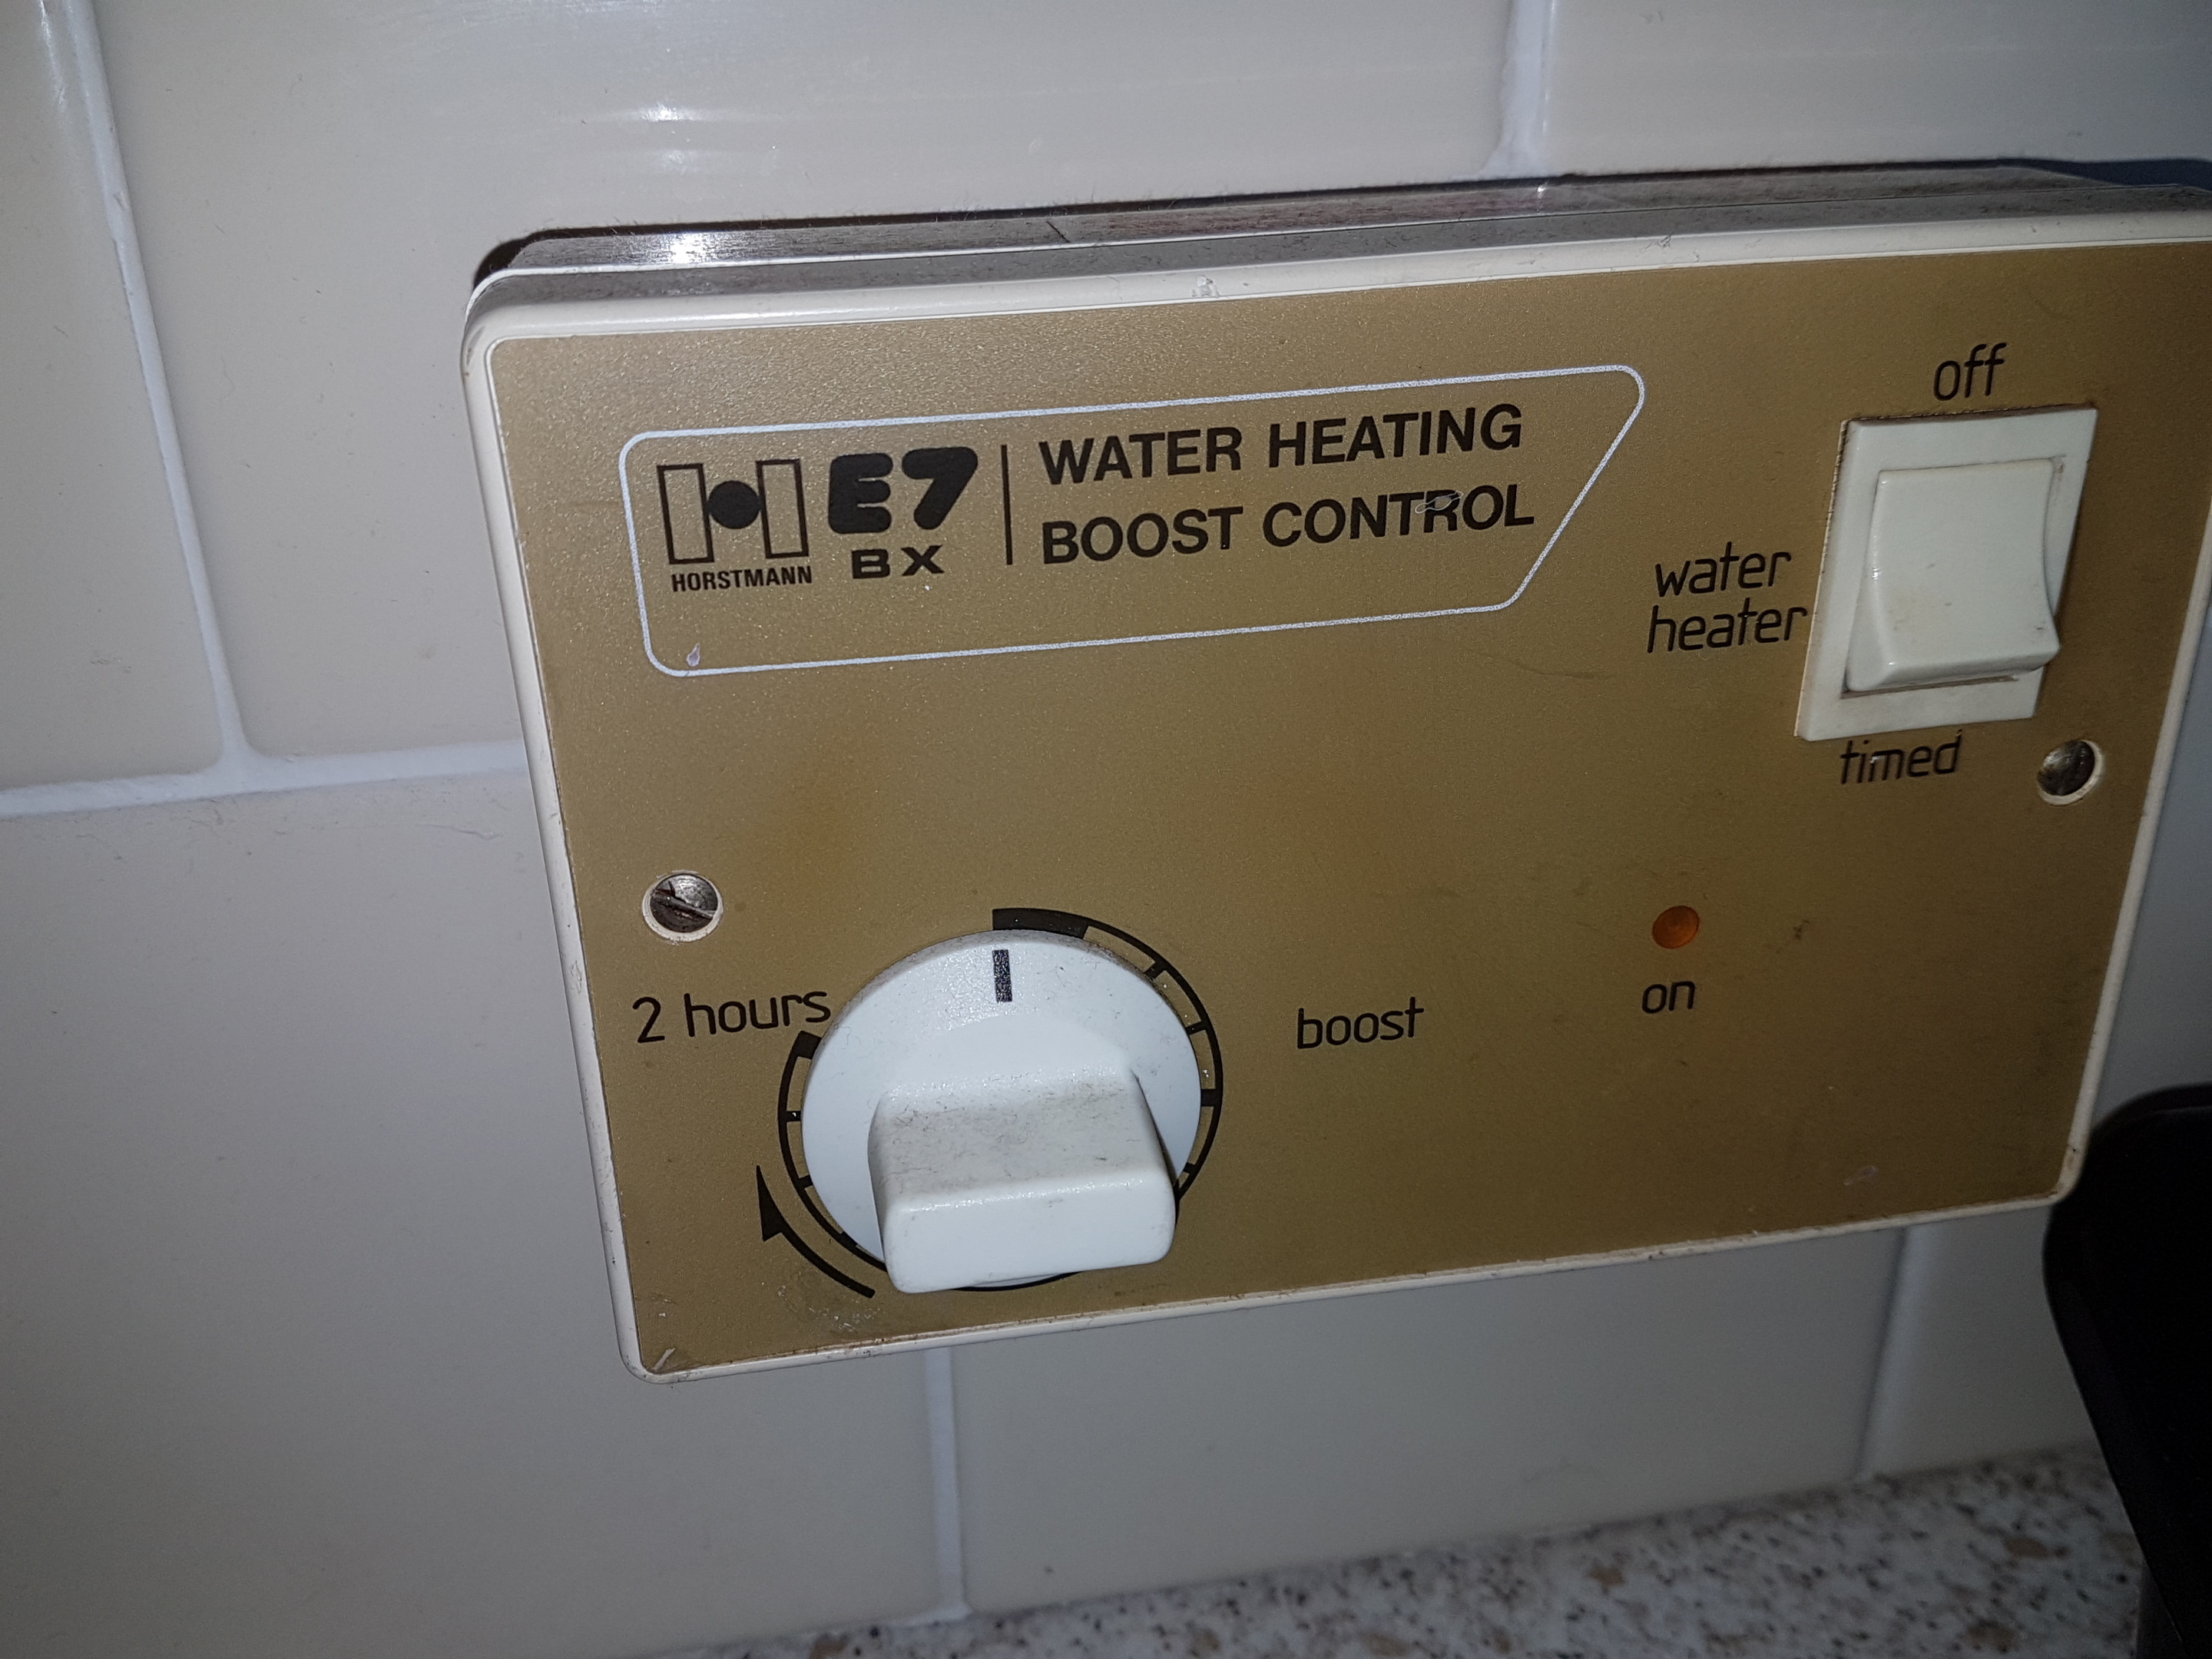 off
E7
WATER HEATING
BX
BOOST CONTROL
HORSTMANN
water
heater
timed
2 hours
boost
on